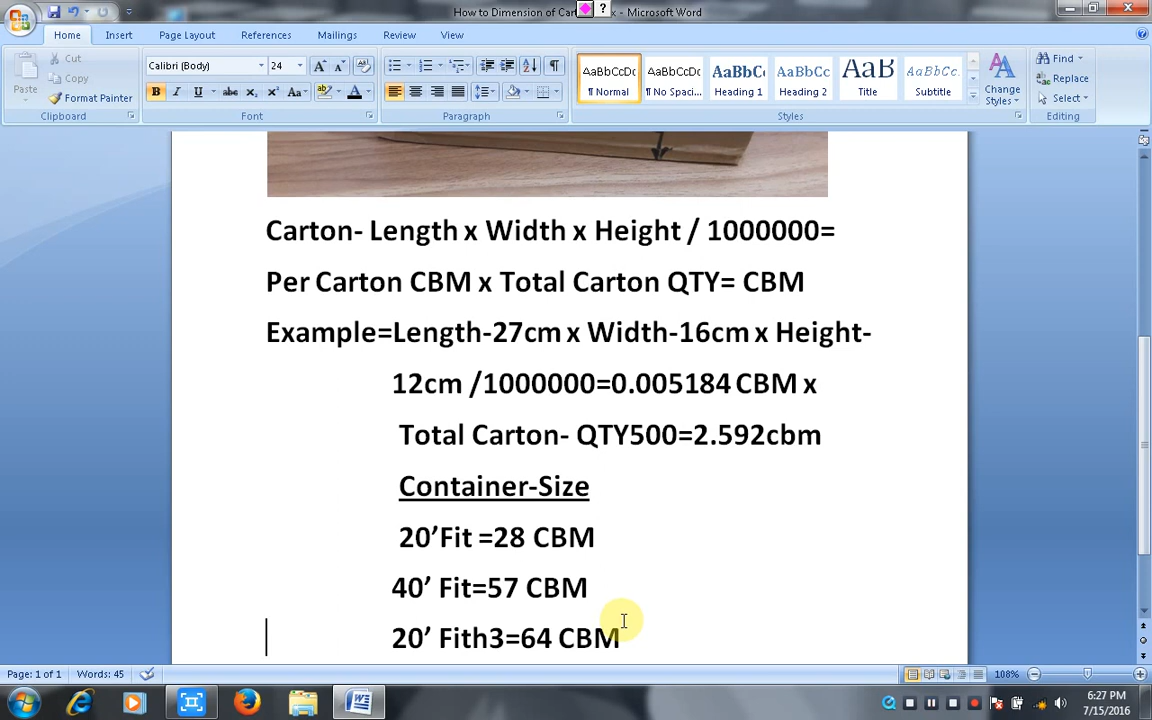 How to Dimension of Car x - Microsoft Word
?
Home Insert Page Layout References Mailings Review View
Cut
Copy
Format Painter
Paste
Clipboard
Calibri (Body) 24
Font
Paragraph
AaBbCcDc AaBbCcDc AaBbC AaBbCc AaB AaBbCc.
¶ Normal ¶ No Spaci... Heading 1 Heading 2 Title Subtitle
Change Styles
Styles
Find
Replace
Select
Editing
Carton- Length x Width x Height / 1000000=
Per Carton CBM x Total Carton QTY= CBM
Example=Length-27cm x Width-16cm x Height-
12cm /1000000=0.005184 CBM x
Total Carton- QTY500=2.592cbm
Container-Size
20’Fit =28 CBM
40’ Fit=57 CBM
20’ Fith3=64 CBM
Page: 1 of 1 Words: 45 108%
6:27 PM
7/15/2016